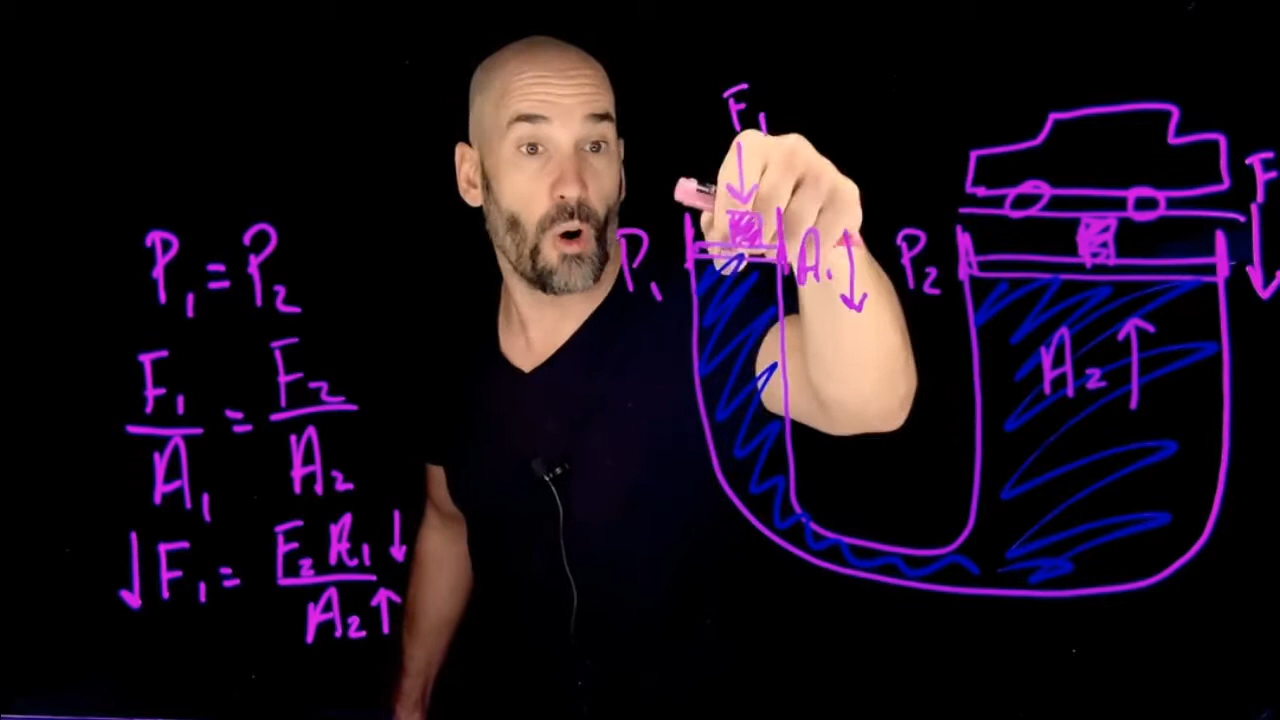 P₁ = P₂
F₁/A₁ = F₂/A₂
↓F₁ = F₂A₁↓/A₂↑
F₁↓
P₁
A₁↕
P₂
A₂↑
F↓